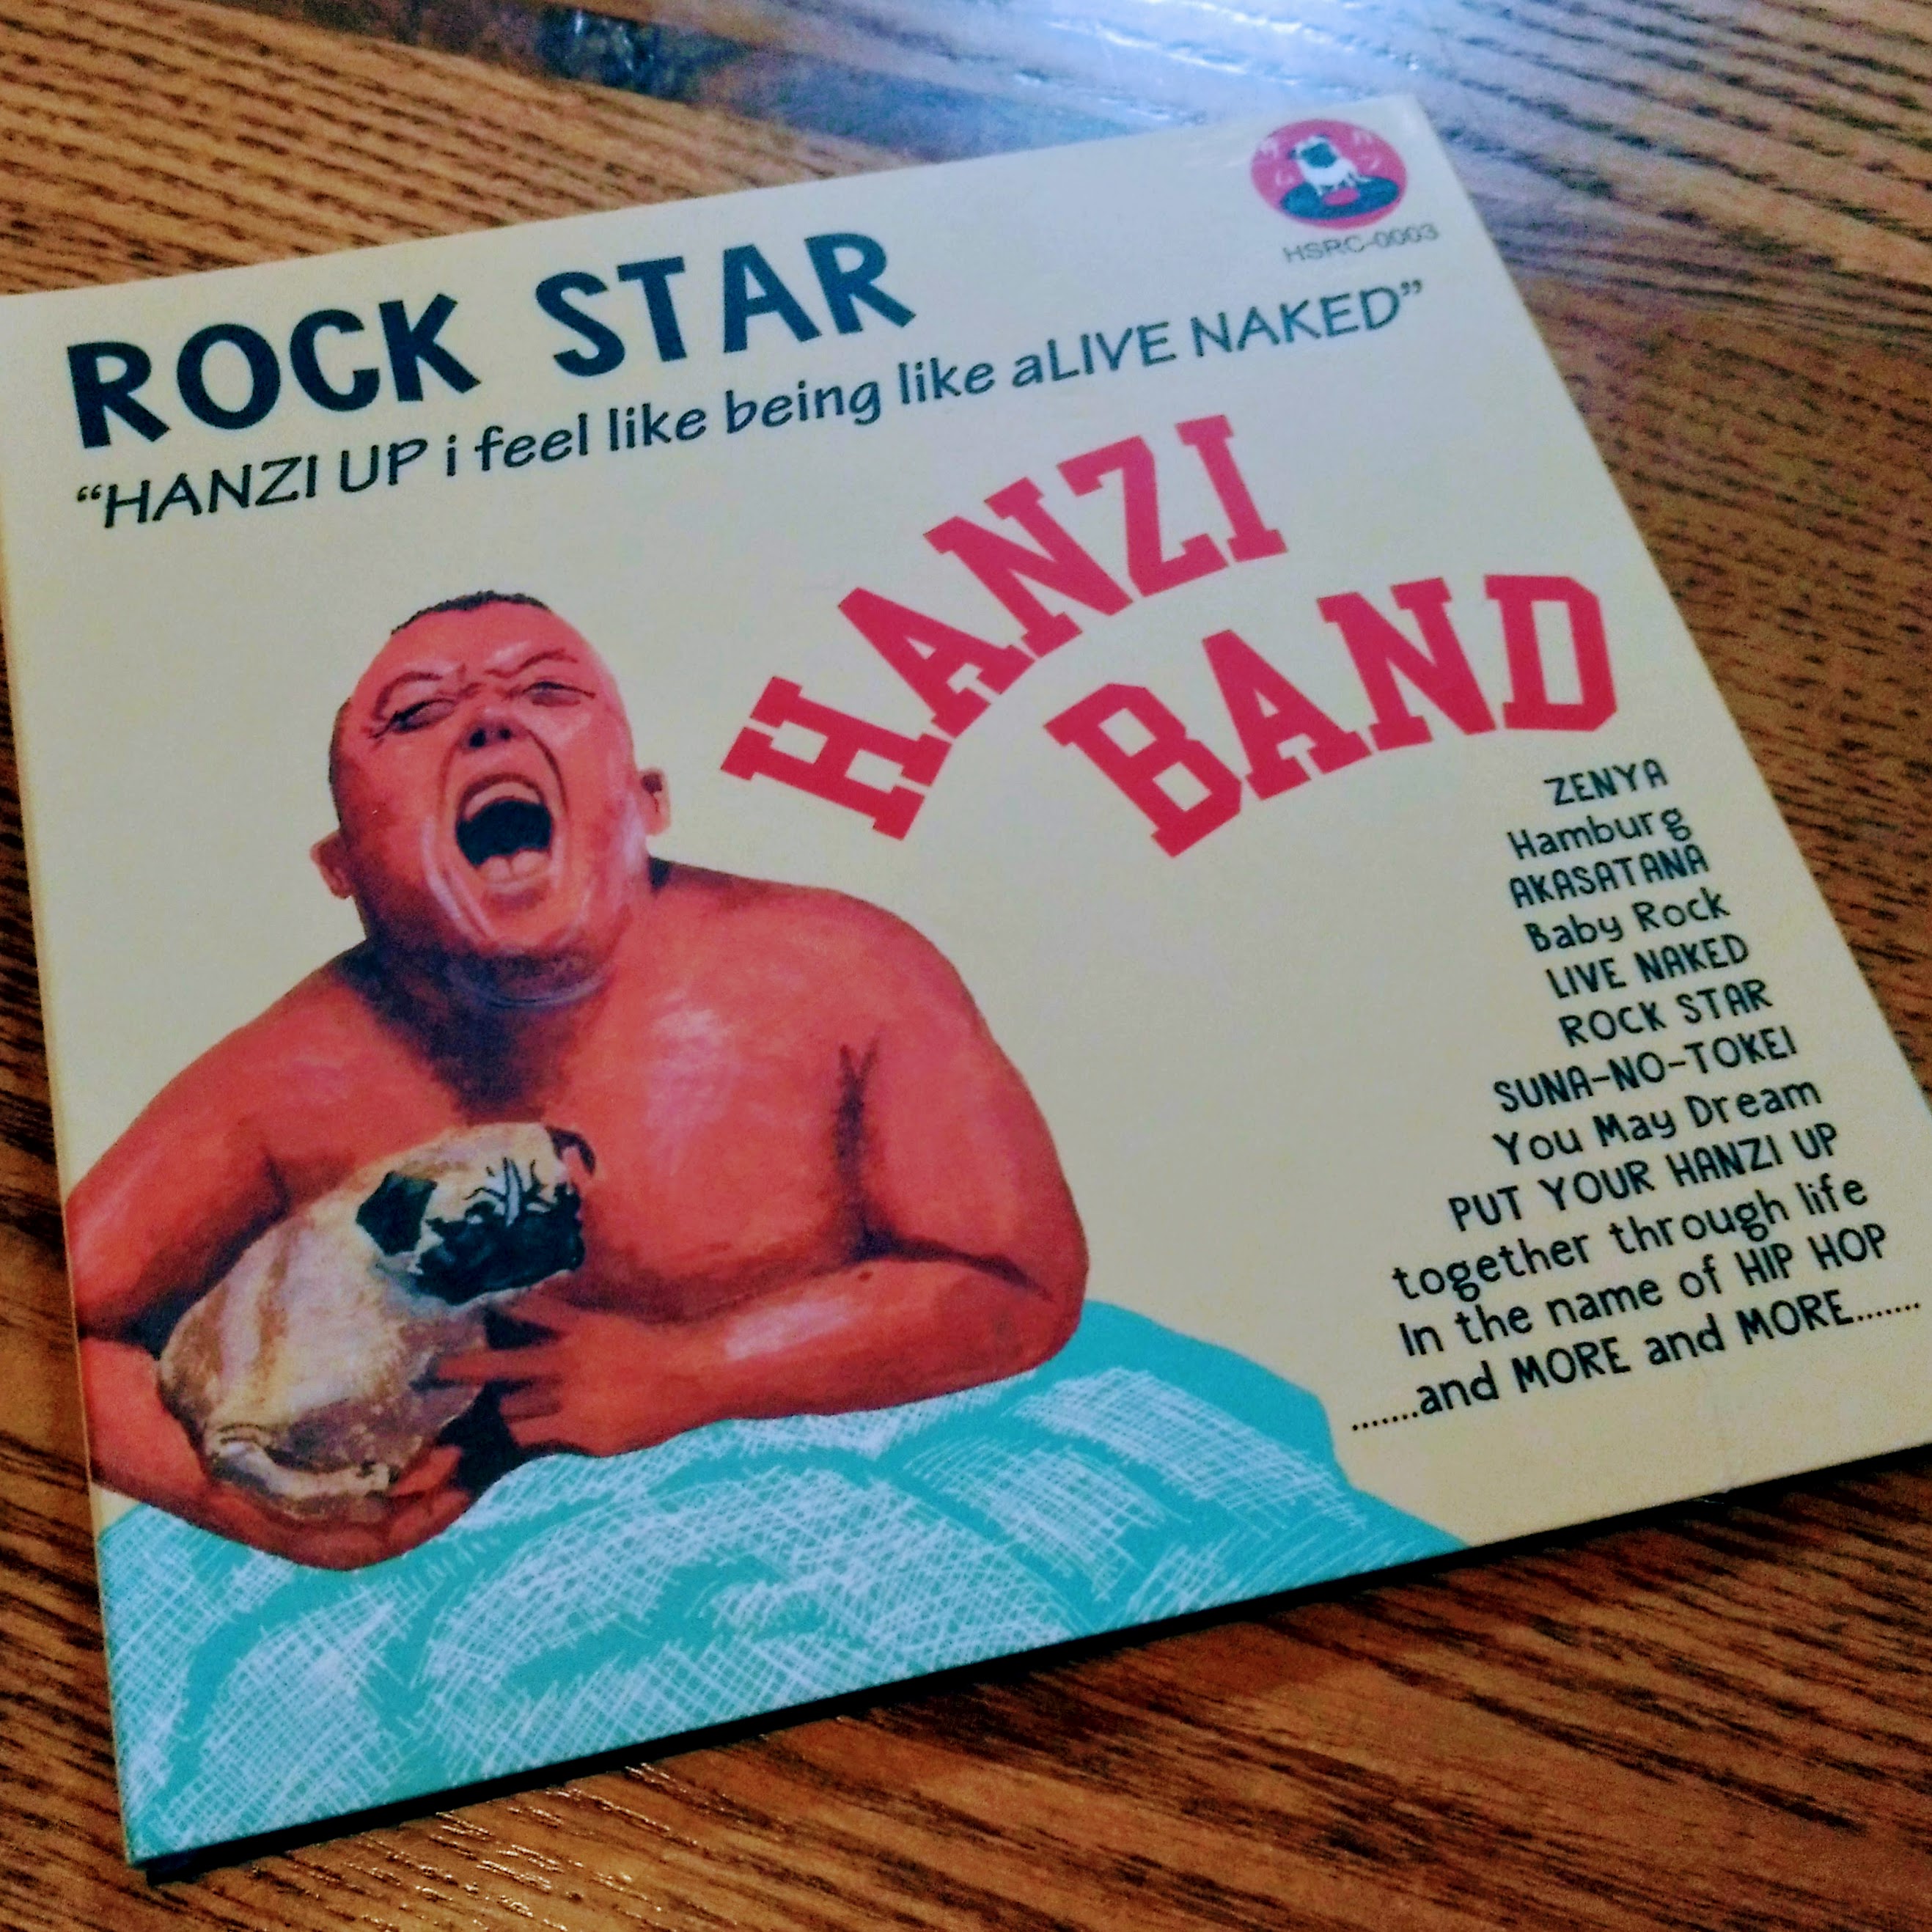 HSRC-0003
ROCK STAR
“HANZI UP i feel like being like aLIVE NAKED”
HANZI
BAND
ZENYA
Hamburg
AKASATANA
Baby Rock
LIVE NAKED
ROCK STAR
SUNA-NO-TOKEI
You May Dream
PUT YOUR HANZI UP
together through life
In the name of HIP HOP
.......and MORE and MORE.......